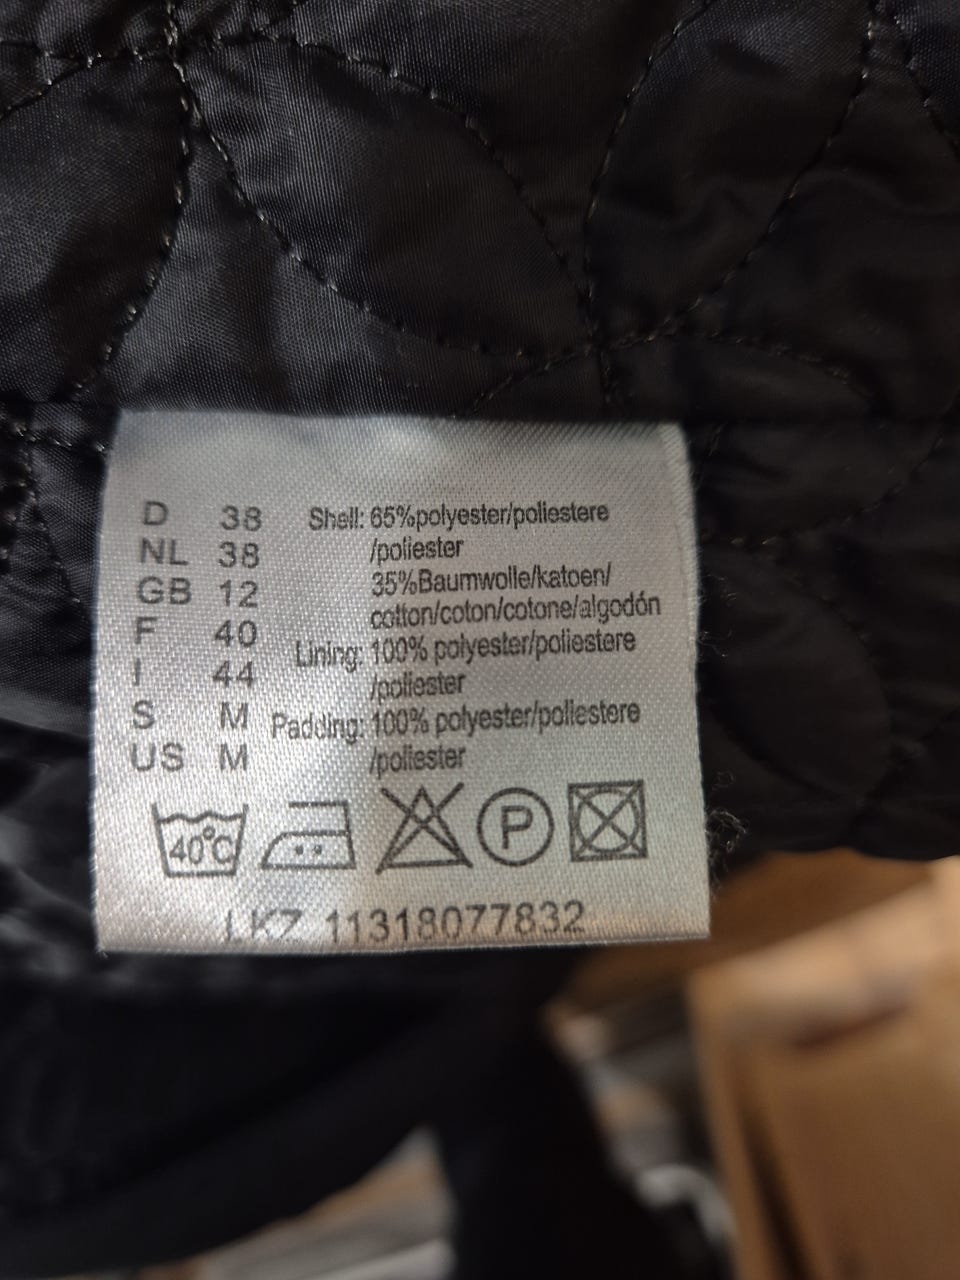 D 38
NL 38
GB 12
F 40
I 44
S M
US M
Shell: 65%polyester/poliestere
/poliester
35%Baumwolle/katoen/
cotton/coton/cotone/algodón
Lining: 100% polyester/poliestere
/poliester
Padding: 100% polyester/poliestere
/poliester
40°C
P
LKZ 11318077832